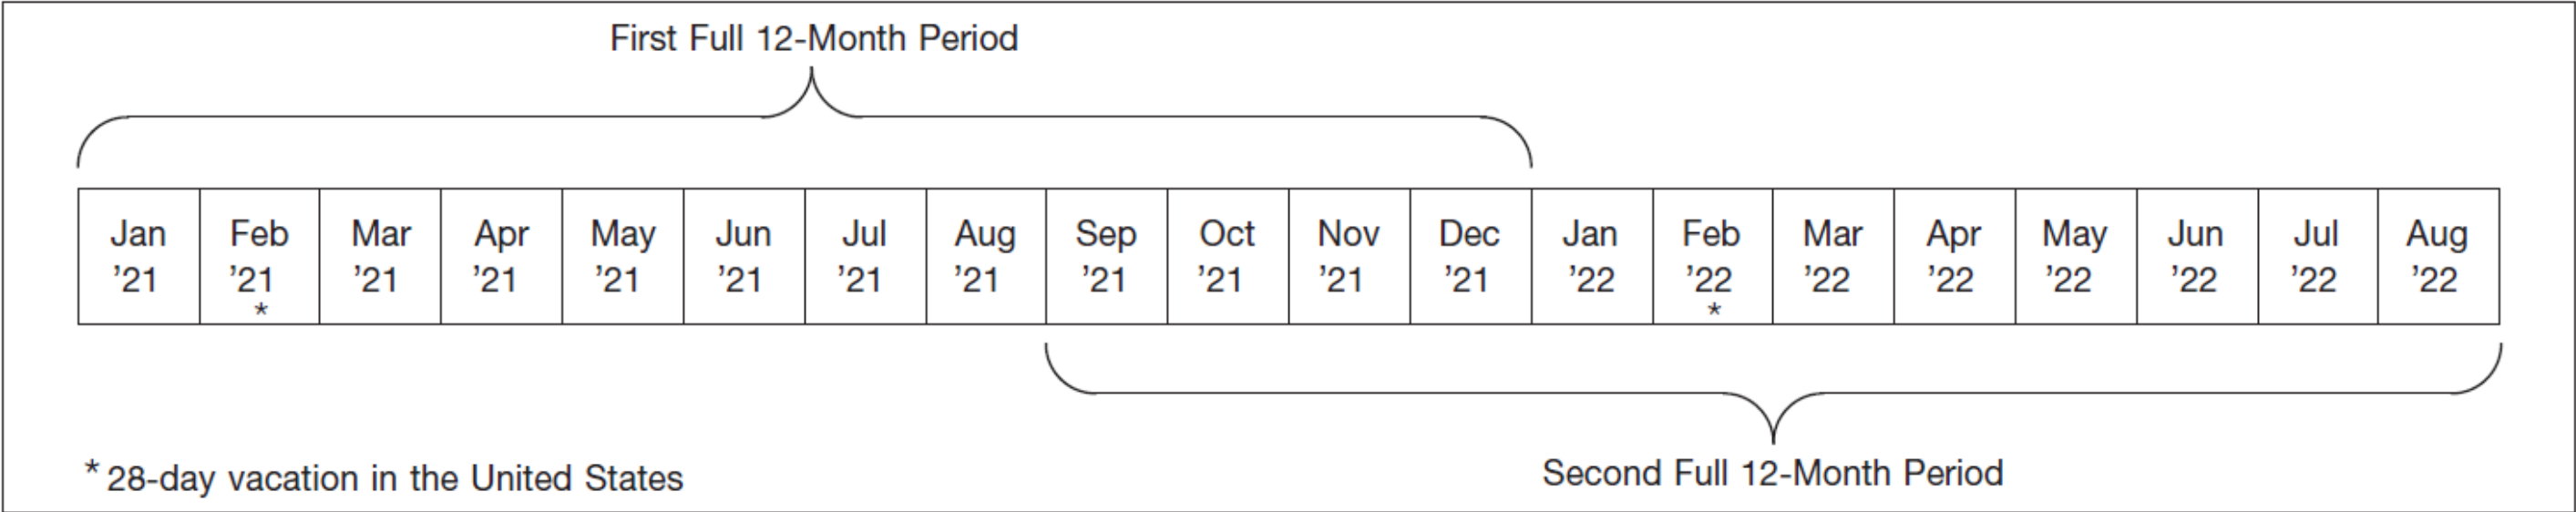 First Full 12-Month Period
Jan Feb Mar Apr May Jun Jul Aug Sep Oct Nov Dec Jan Feb Mar Apr May Jun Jul Aug
’21 ’21 ’21 ’21 ’21 ’21 ’21 ’21 ’21 ’21 ’21 ’21 ’22 ’22 ’22 ’22 ’22 ’22 ’22 ’22
* *
* 28-day vacation in the United States
Second Full 12-Month Period